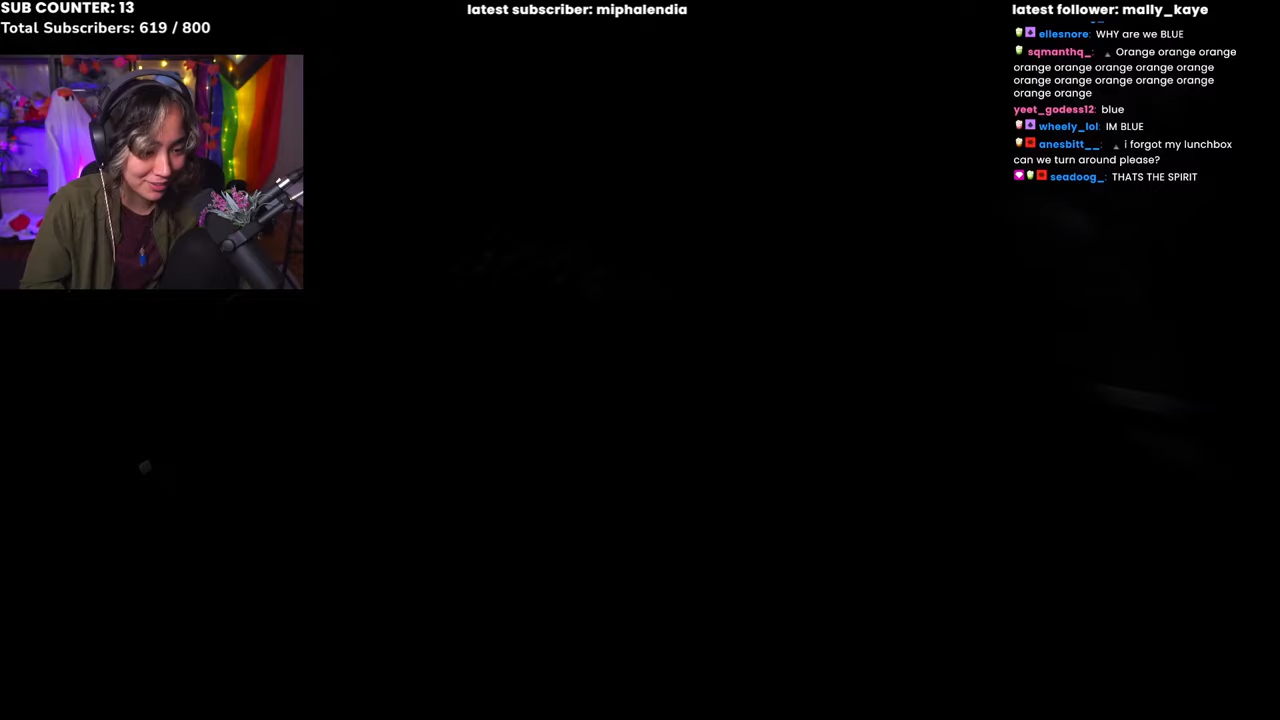 SUB COUNTER: 13
Total Subscribers: 619 / 800
latest subscriber: miphalendia
latest follower: mally_kaye
ellesnore: WHY are we BLUE
sqmanthq_: Orange orange orange
orange orange orange orange orange
orange orange orange orange orange
orange orange
yeet_godess12: blue
wheely_lol: IM BLUE
anesbitt__: i forgot my lunchbox
can we turn around please?
seadoog_: THATS THE SPIRIT